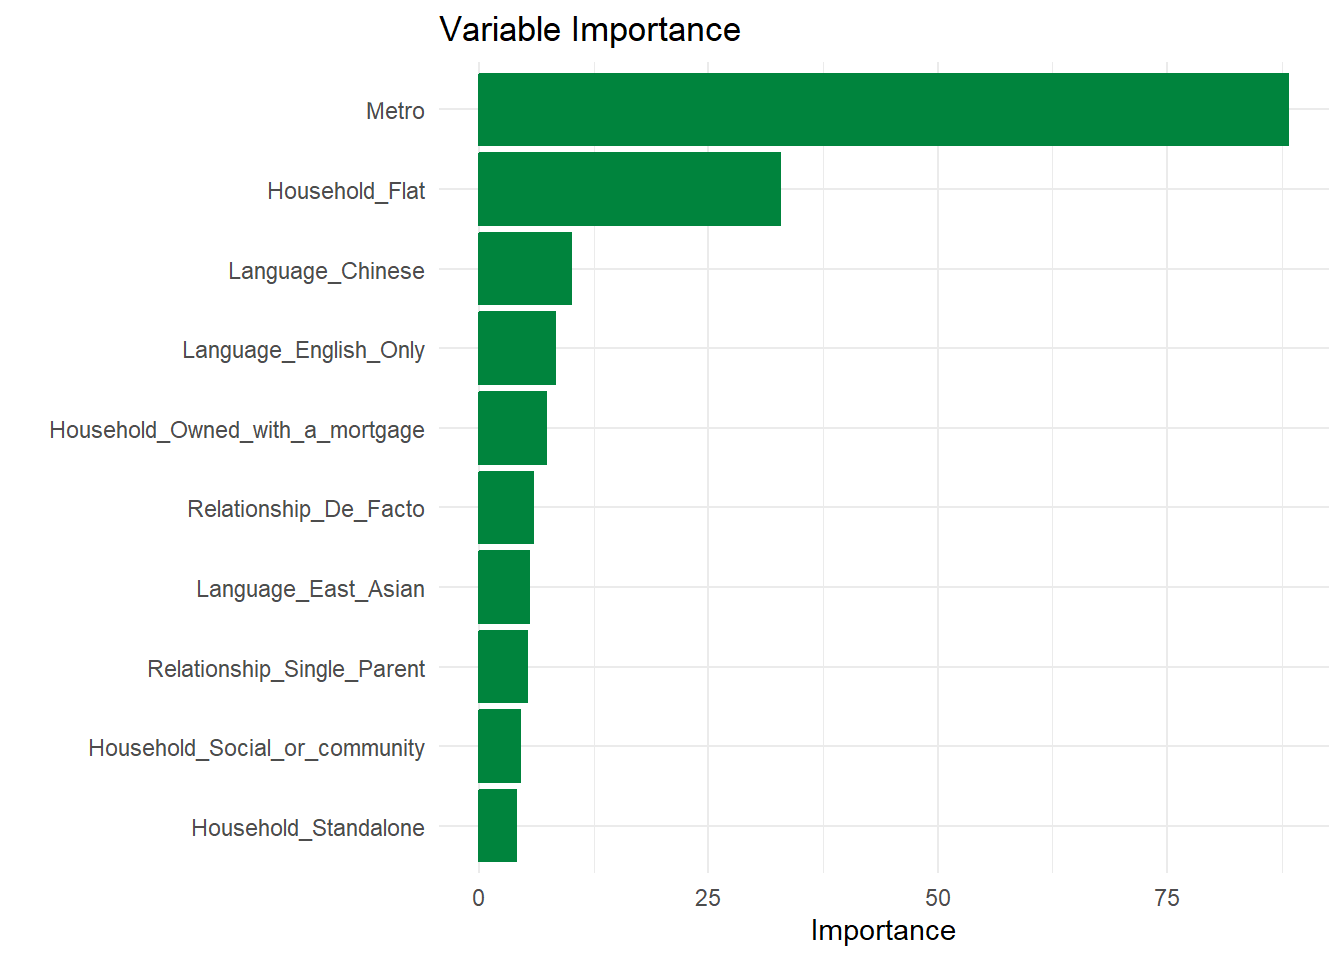 Variable Importance
Metro
Household_Flat
Language_Chinese
Language_English_Only
Household_Owned_with_a_mortgage
Relationship_De_Facto
Language_East_Asian
Relationship_Single_Parent
Household_Social_or_community
Household_Standalone
0 25 50 75
Importance